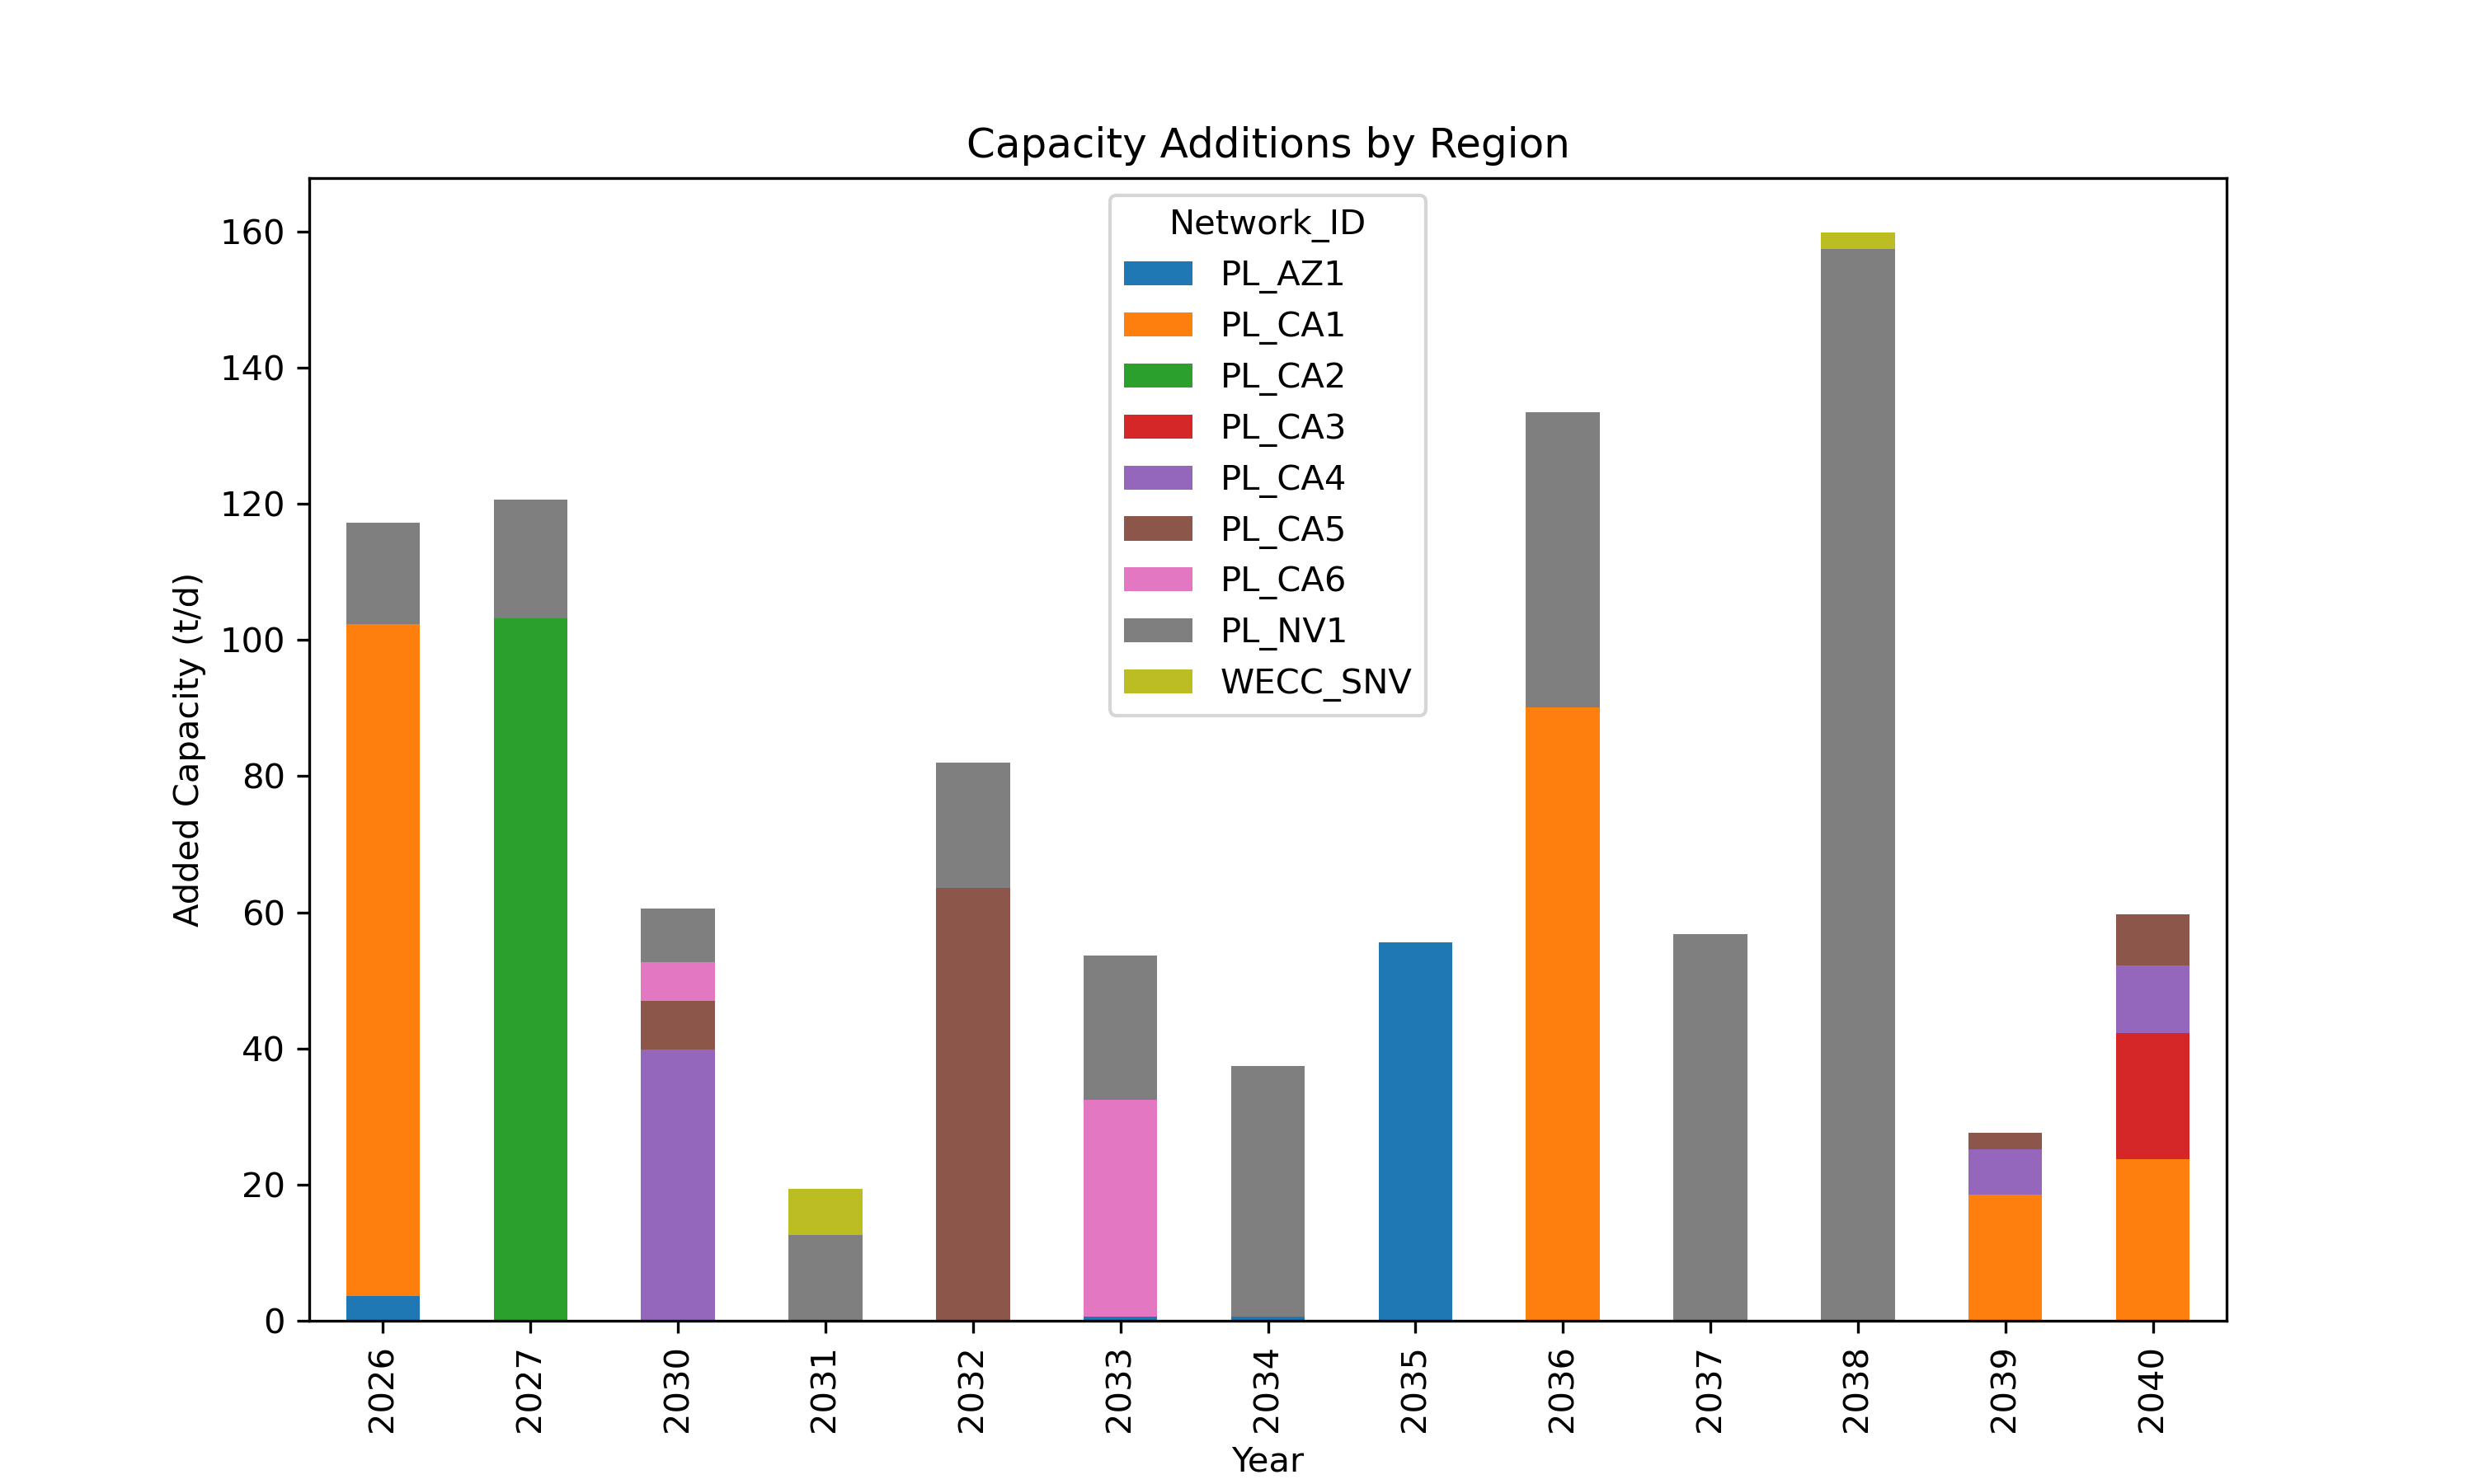 Capacity Additions by Region
Network_ID
PL_AZ1
PL_CA1
PL_CA2
PL_CA3
PL_CA4
PL_CA5
PL_CA6
PL_NV1
WECC_SNV
Added Capacity (t/d)
160
140
120
100
80
60
40
20
0
2026
2027
2030
2031
2032
2033
2034
2035
2036
2037
2038
2039
2040
Year